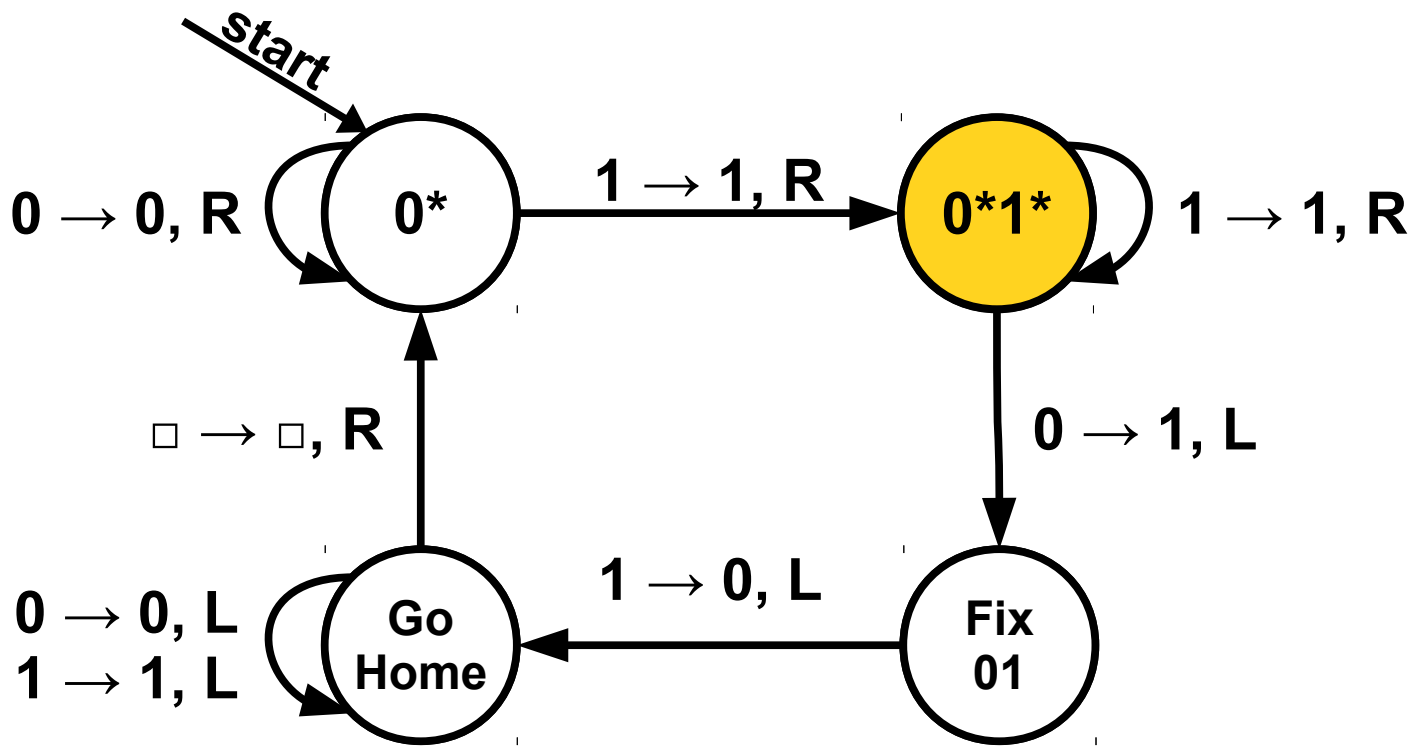 start
0 → 0, R
0*
1 → 1, R
0*1*
1 → 1, R
□ → □, R
0 → 1, L
0 → 0, L
1 → 1, L
Go
Home
1 → 0, L
Fix
01